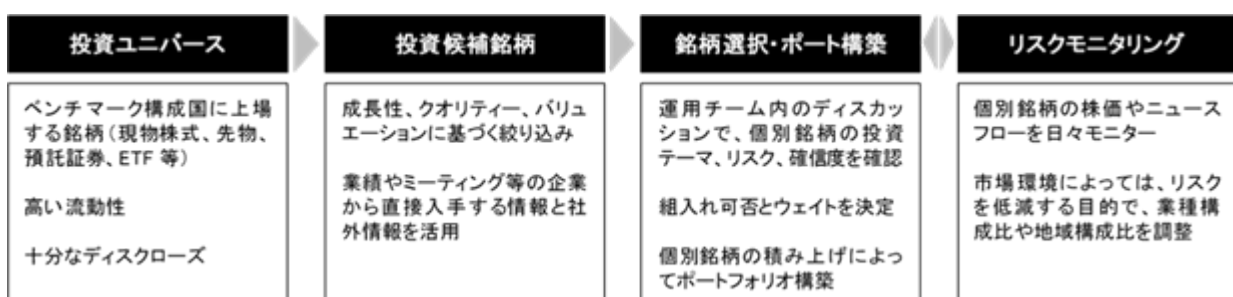 投資ユニバース
ベンチマーク構成国に上場
する銘柄(現物株式、先物、
預託証券、ETF 等)
高い流動性
十分なディスクローズ
投資候補銘柄
成長性、クオリティー、バリュ
エーションに基づく絞り込み
業績やミーティング等の企業
から直接入手する情報と社
外情報を活用
銘柄選択・ポート構築
運用チーム内のディスカッ
ションで、個別銘柄の投資
テーマ、リスク、確信度を確認
組入れ可否とウェイトを決定
個別銘柄の積み上げによっ
てポートフォリオ構築
リスクモニタリング
個別銘柄の株価やニュース
フローを日々モニター
市場環境によっては、リスク
を低減する目的で、業種構
成比や地域構成比を調整